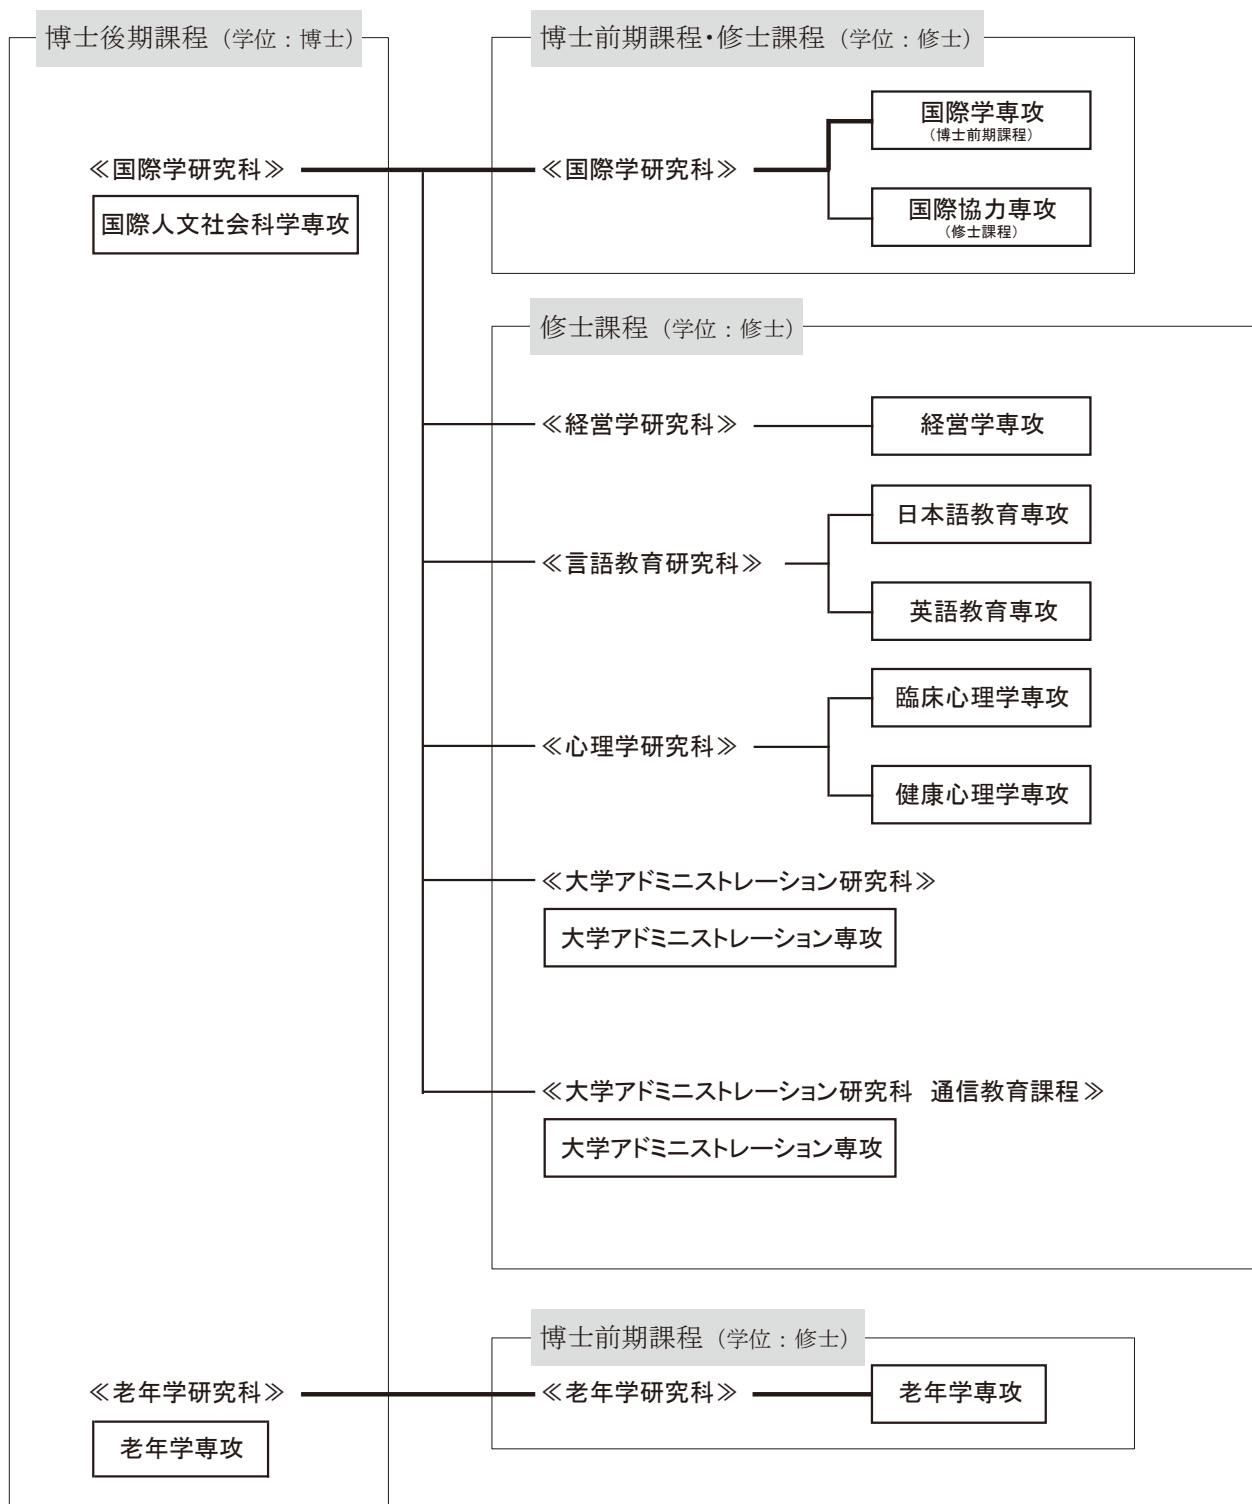 博士後期課程（学位：博士）
≪国際学研究科≫
国際人文社会科学専攻
博士前期課程・修士課程（学位：修士）
≪国際学研究科≫
国際学専攻
（博士前期課程）
国際協力専攻
（修士課程）
修士課程（学位：修士）
≪経営学研究科≫
経営学専攻
≪言語教育研究科≫
日本語教育専攻
英語教育専攻
≪心理学研究科≫
臨床心理学専攻
健康心理学専攻
≪大学アドミニストレーション研究科≫
大学アドミニストレーション専攻
≪大学アドミニストレーション研究科　通信教育課程≫
大学アドミニストレーション専攻
≪老年学研究科≫
老年学専攻
博士前期課程（学位：修士）
≪老年学研究科≫
老年学専攻